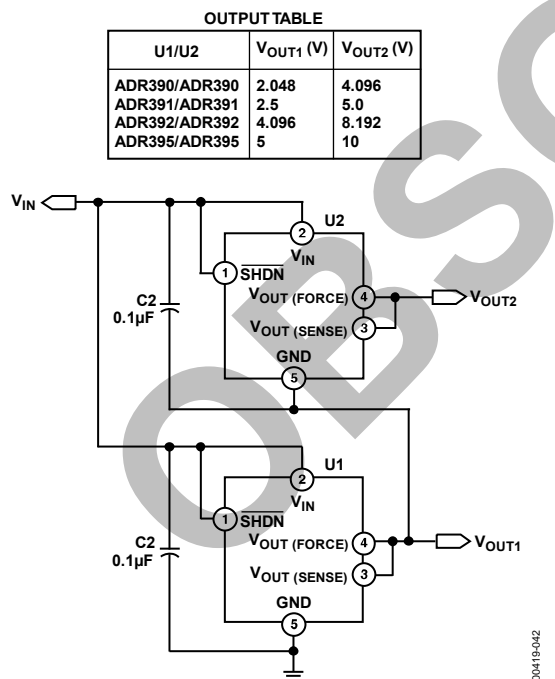 OUTPUT TABLE
U1/U2 VOUT1 (V) VOUT2 (V)
ADR390/ADR390 2.048 4.096
ADR391/ADR391 2.5 5.0
ADR392/ADR392 4.096 8.192
ADR395/ADR395 5 10
VIN
U2
2
VIN
1 SHDN
C2
0.1µF
VOUT (FORCE) 4
VOUT2
VOUT (SENSE) 3
GND
5
U1
2
VIN
1 SHDN
C2
0.1µF
VOUT (FORCE) 4
VOUT1
VOUT (SENSE) 3
GND
5
00419-042
OBSO